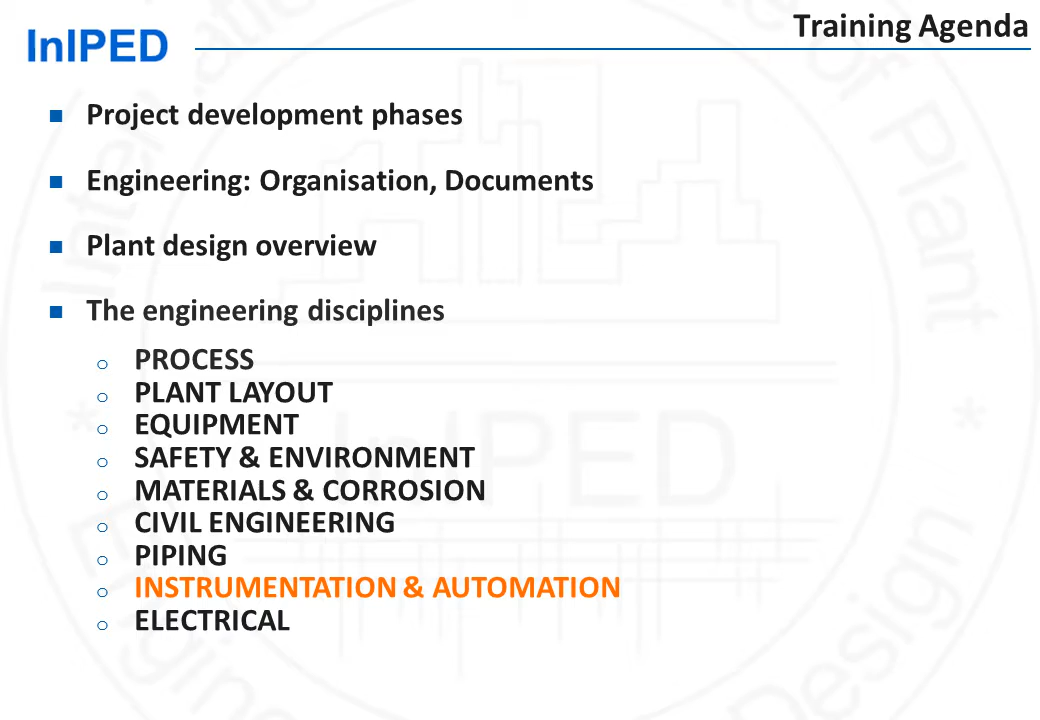 Training Agenda
InIPED
Project development phases
Engineering: Organisation, Documents
Plant design overview
The engineering disciplines
PROCESS
PLANT LAYOUT
EQUIPMENT
SAFETY & ENVIRONMENT
MATERIALS & CORROSION
CIVIL ENGINEERING
PIPING
INSTRUMENTATION & AUTOMATION
ELECTRICAL
InIPED